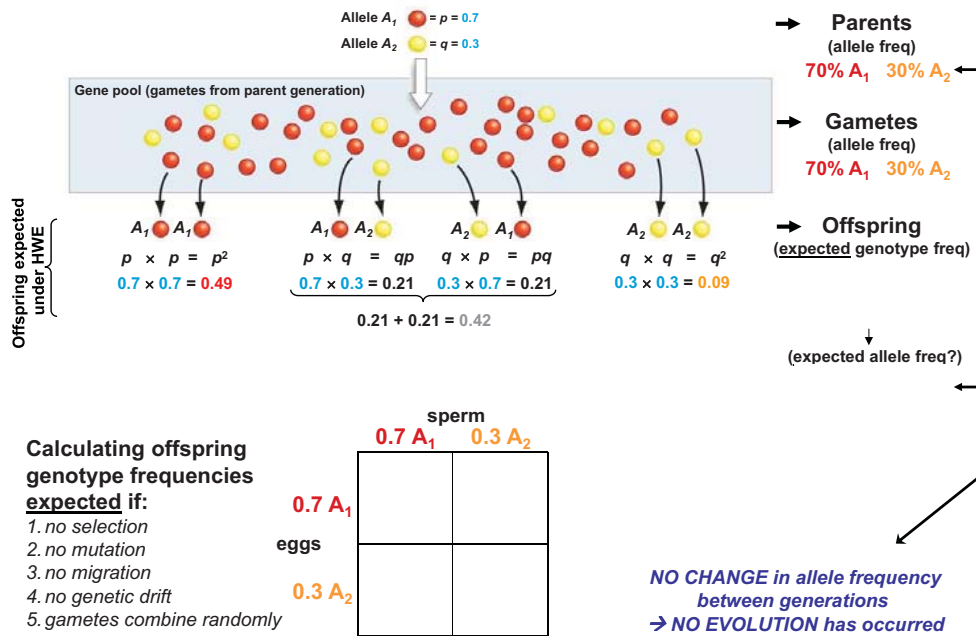 Allele A₁ = p = 0.7
Allele A₂ = q = 0.3
Gene pool (gametes from parent generation)
A₁ A₁ A₁ A₂ A₂ A₁ A₂ A₂
p × p = p² p × q = qp q × p = pq q × q = q²
0.7 × 0.7 = 0.49 0.7 × 0.3 = 0.21 0.3 × 0.7 = 0.21 0.3 × 0.3 = 0.09
0.21 + 0.21 = 0.42
Offspring expected
under HWE
→ Parents
(allele freq)
70% A₁ 30% A₂
→ Gametes
(allele freq)
70% A₁ 30% A₂
→ Offspring
(expected genotype freq)
(expected allele freq?)
Calculating offspring
genotype frequencies
expected if:
1. no selection
2. no mutation
3. no migration
4. no genetic drift
5. gametes combine randomly
sperm
0.7 A₁ 0.3 A₂
0.7 A₁
eggs
0.3 A₂
NO CHANGE in allele frequency
between generations
→ NO EVOLUTION has occurred